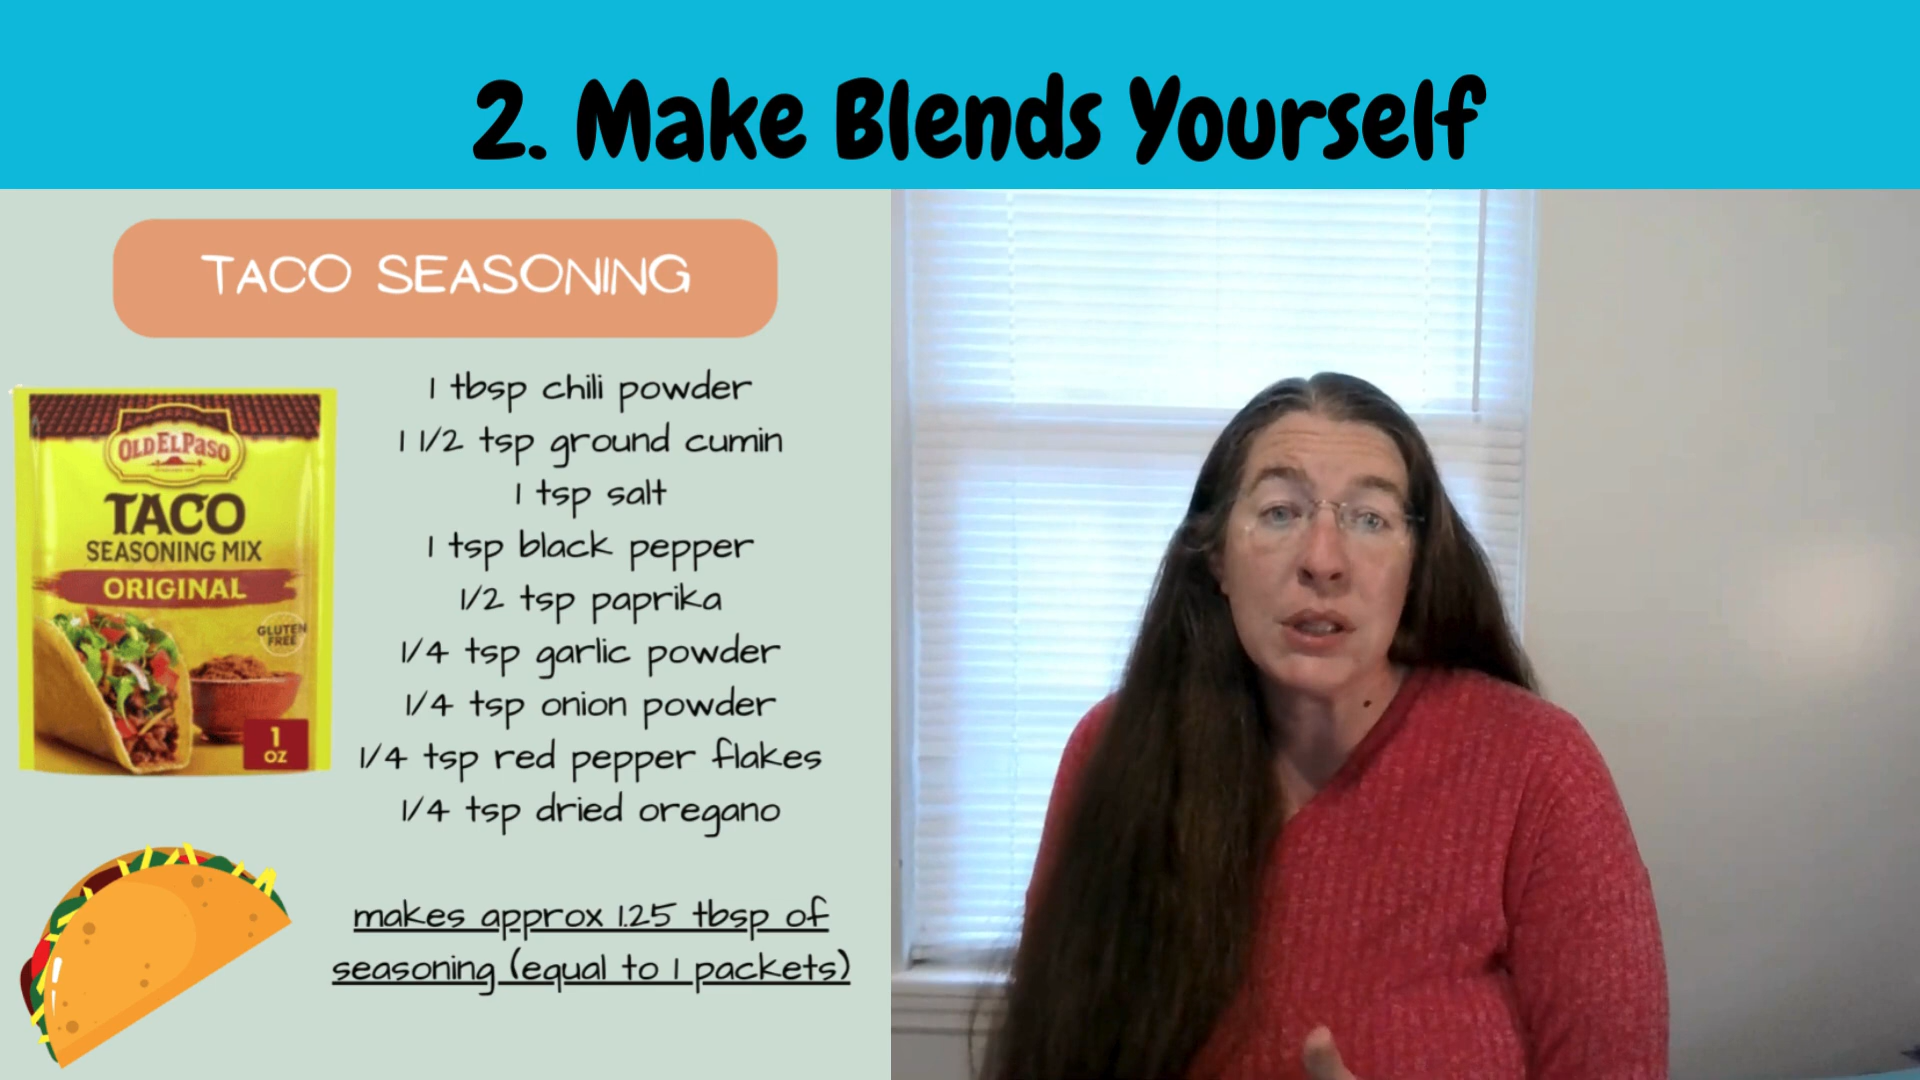 2. Make Blends Yourself
TACO SEASONING
1 tbsp chili powder
1 1/2 tsp ground cumin
1 tsp salt
1 tsp black pepper
1/2 tsp paprika
1/4 tsp garlic powder
1/4 tsp onion powder
1/4 tsp red pepper flakes
1/4 tsp dried oregano
makes approx 1.25 tbsp of
seasoning (equal to 1 packets)
OLD EL PASO
TACO
SEASONING MIX
ORIGINAL
GLUTEN
FREE
1
OZ